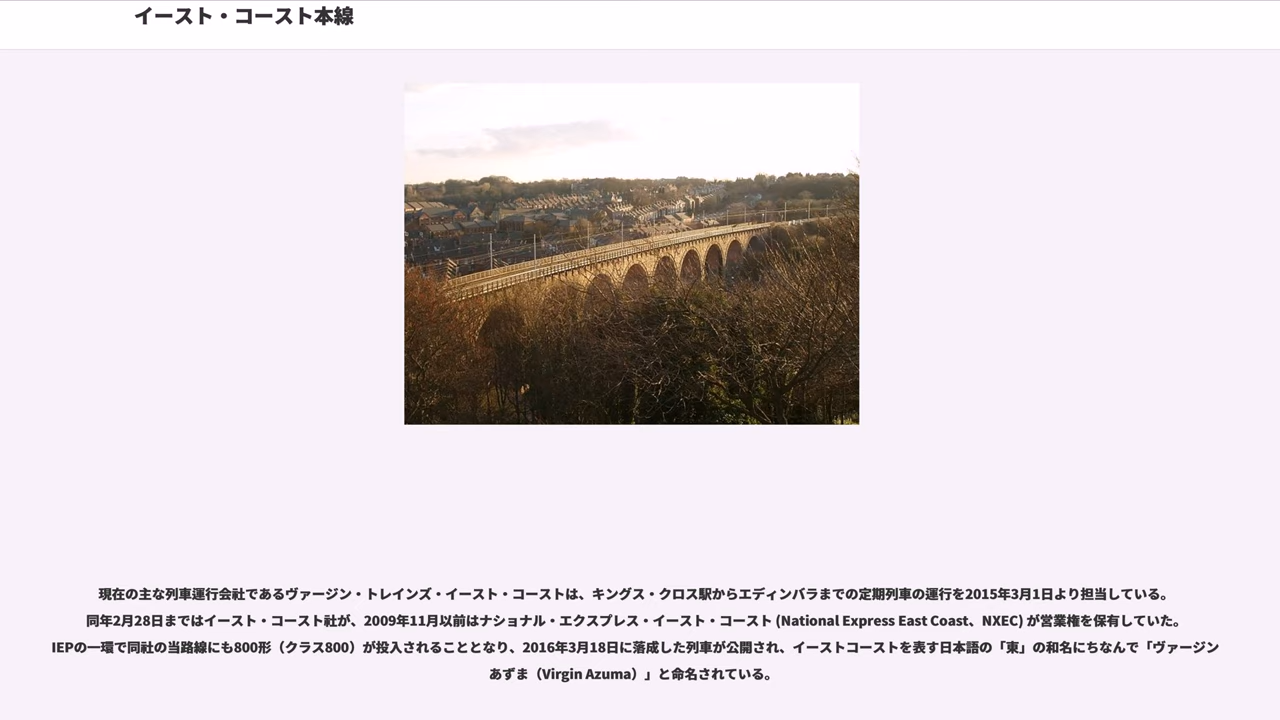 イースト・コースト本線
現在の主な列車運行会社であるヴァージン・トレインズ・イースト・コーストは、キングス・クロス駅からエディンバラまでの定期列車の運行を2015年3月1日より担当している。
同年2月28日まではイースト・コースト社が、2009年11月以前はナショナル・エクスプレス・イースト・コースト (National Express East Coast、NXEC) が営業権を保有していた。
IEPの一環で同社の当路線にも800形（クラス800）が投入されることとなり、2016年3月18日に落成した列車が公開され、イーストコーストを表す日本語の「東」の和名にちなんで「ヴァージン
あずま（Virgin Azuma）」と命名されている。